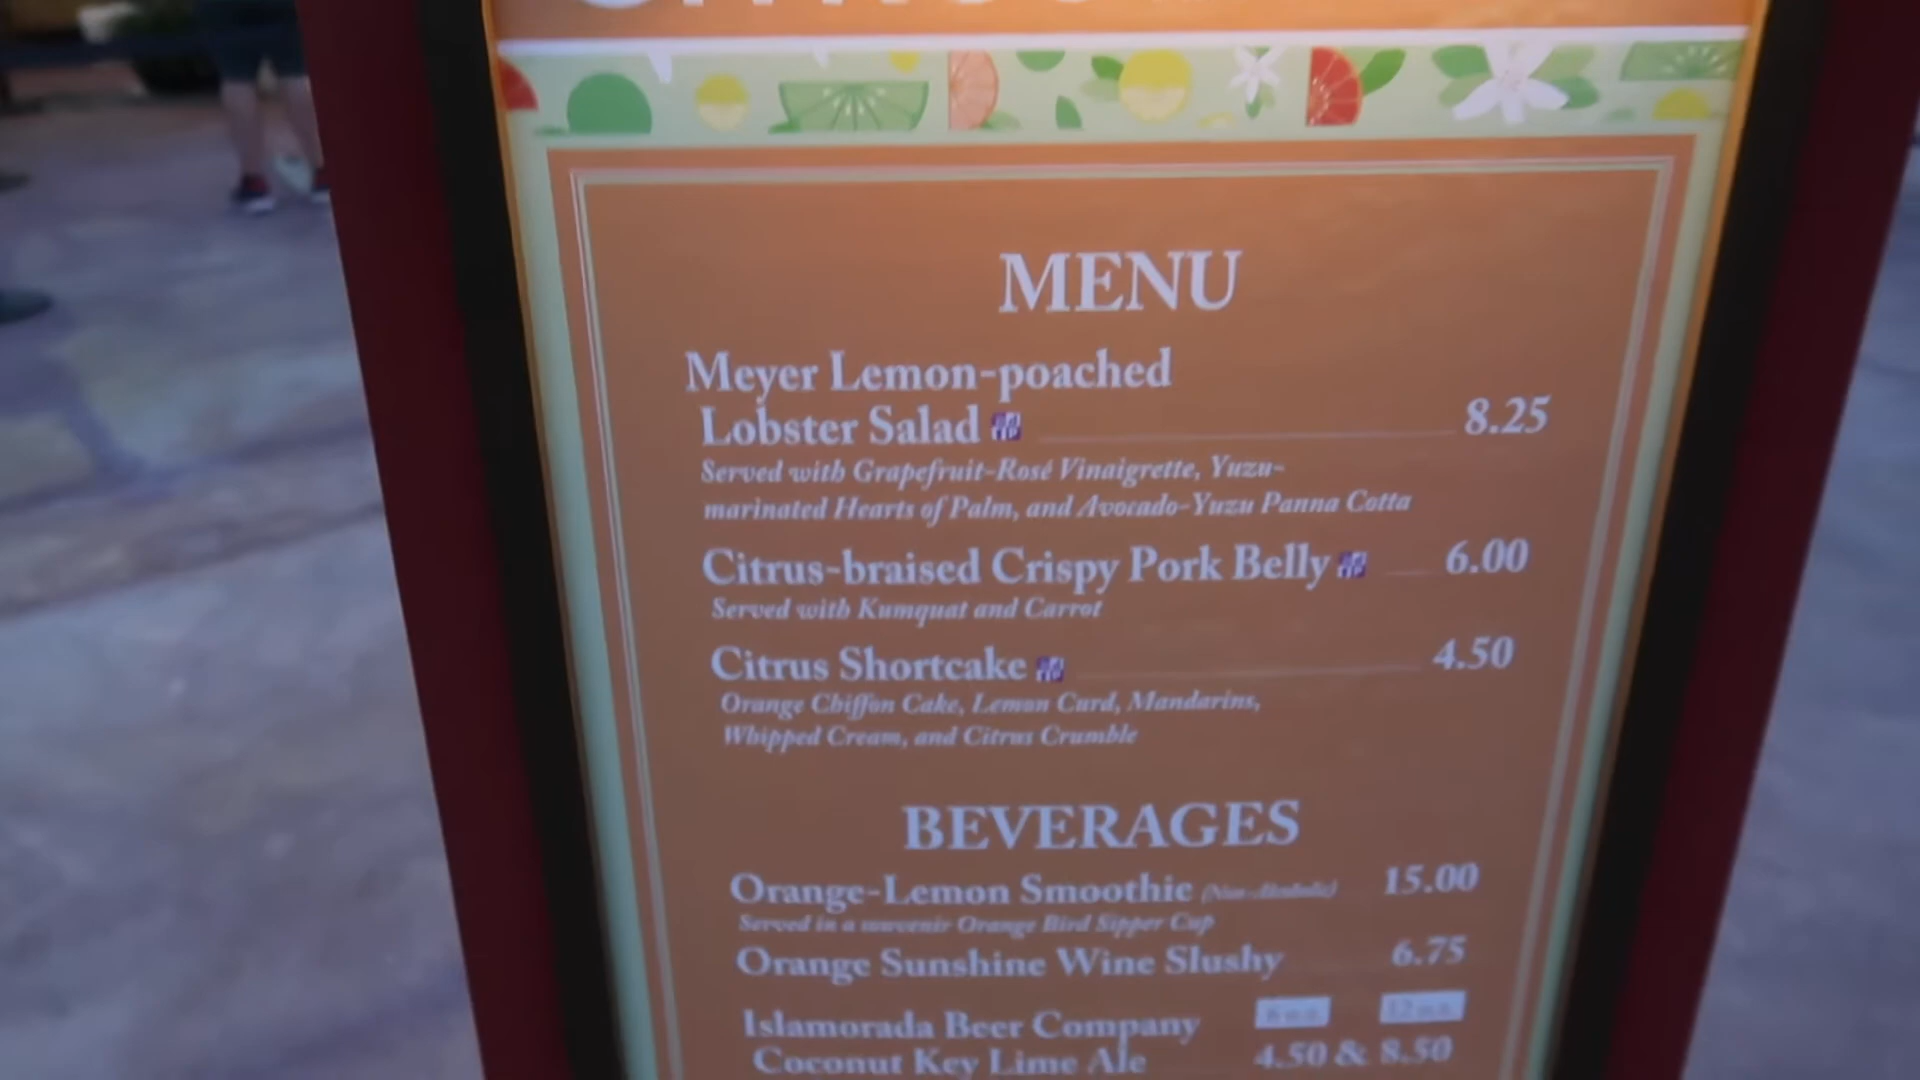 MENU
Meyer Lemon-poached
Lobster Salad 8.25
Served with Grapefruit-Rosé Vinaigrette, Yuzu-
marinated Hearts of Palm, and Avocado-Yuzu Panna Cotta
Citrus-braised Crispy Pork Belly 6.00
Served with Kumquat and Carrot
Citrus Shortcake 4.50
Orange Chiffon Cake, Lemon Curd, Mandarins,
Whipped Cream, and Citrus Crumble
BEVERAGES
Orange-Lemon Smoothie (Non-Alcoholic) 15.00
Served in a souvenir Orange Bird Sipper Cup
Orange Sunshine Wine Slushy 6.75
Islamorada Beer Company
Coconut Key Lime Ale 4.50 & 8.50